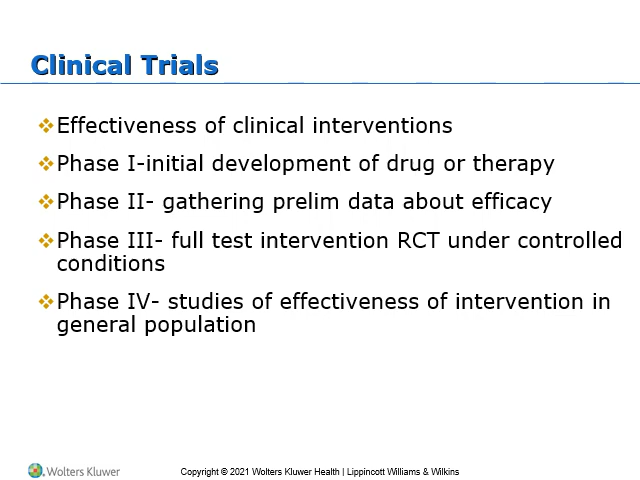 Clinical Trials
Effectiveness of clinical interventions
Phase I-initial development of drug or therapy
Phase II- gathering prelim data about efficacy
Phase III- full test intervention RCT under controlled
conditions
Phase IV- studies of effectiveness of intervention in
general population
Wolters Kluwer
Copyright © 2021 Wolters Kluwer Health | Lippincott Williams & Wilkins